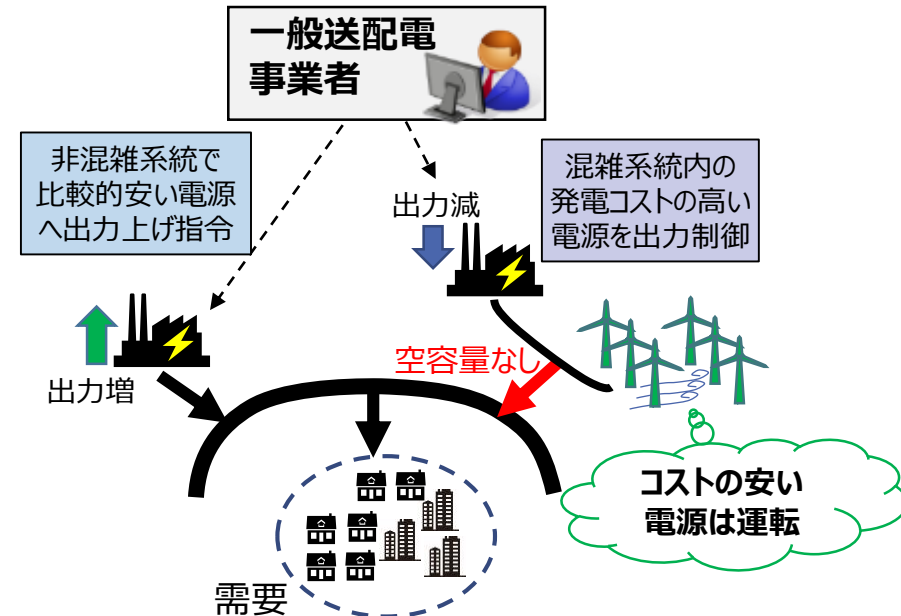 一般送配電
事業者
非混雑系統で
比較的安い電源
へ出力上げ指令
出力減
混雑系統内の
発電コストの高い
電源を出力制御
出力増
空容量なし
コストの安い
電源は運転
需要